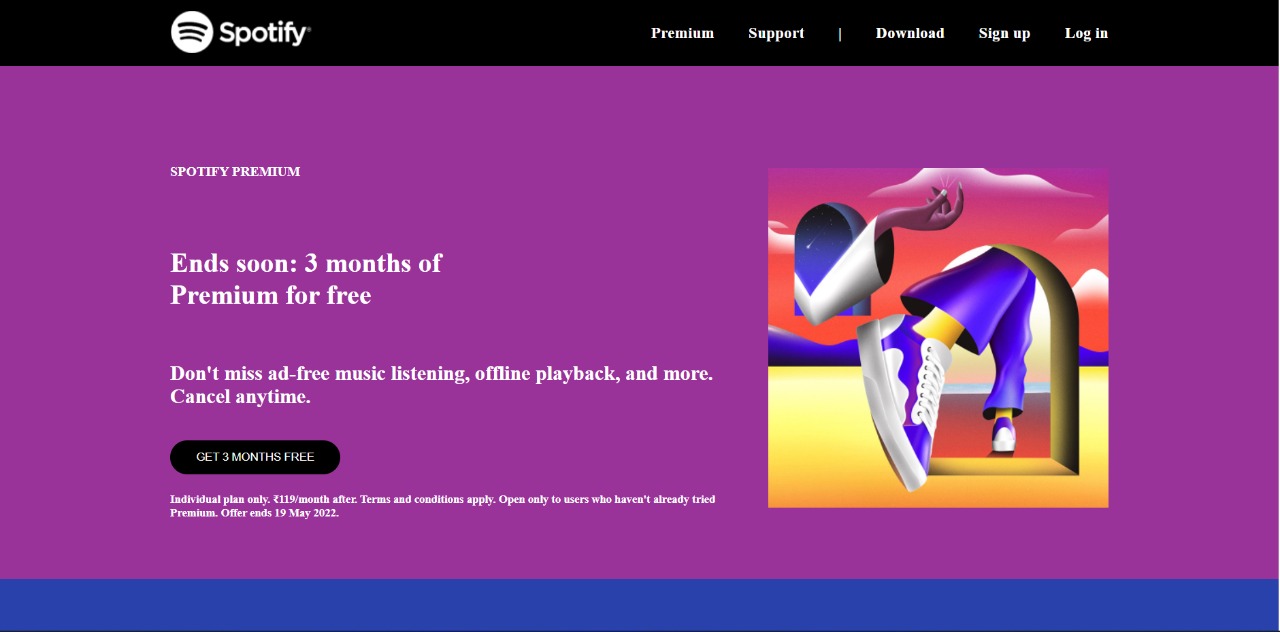 Spotify®
Premium Support | Download Sign up Log in
SPOTIFY PREMIUM
Ends soon: 3 months of
Premium for free
Don't miss ad-free music listening, offline playback, and more.
Cancel anytime.
GET 3 MONTHS FREE
Individual plan only. ₹119/month after. Terms and conditions apply. Open only to users who haven't already tried
Premium. Offer ends 19 May 2022.